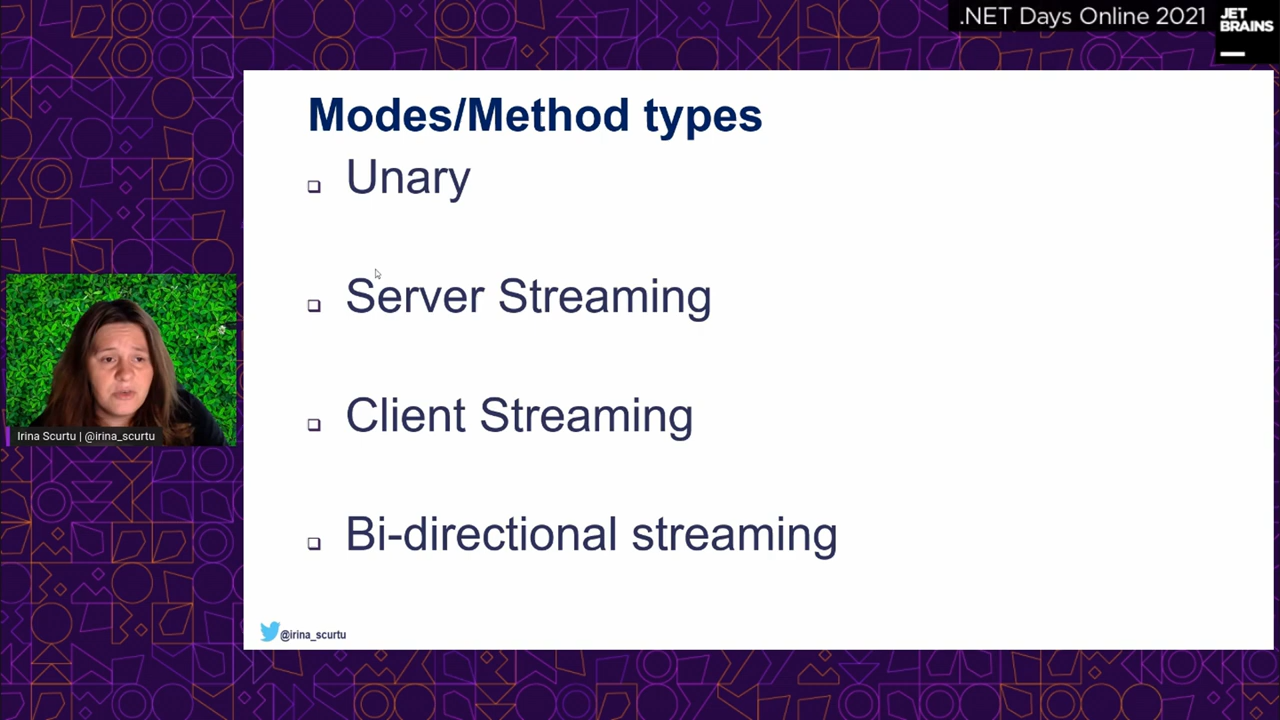 .NET Days Online 2021
JET
BRAINS
Modes/Method types
Unary
Server Streaming
Client Streaming
Bi-directional streaming
Irina Scurtu | @irina_scurtu
@irina_scurtu